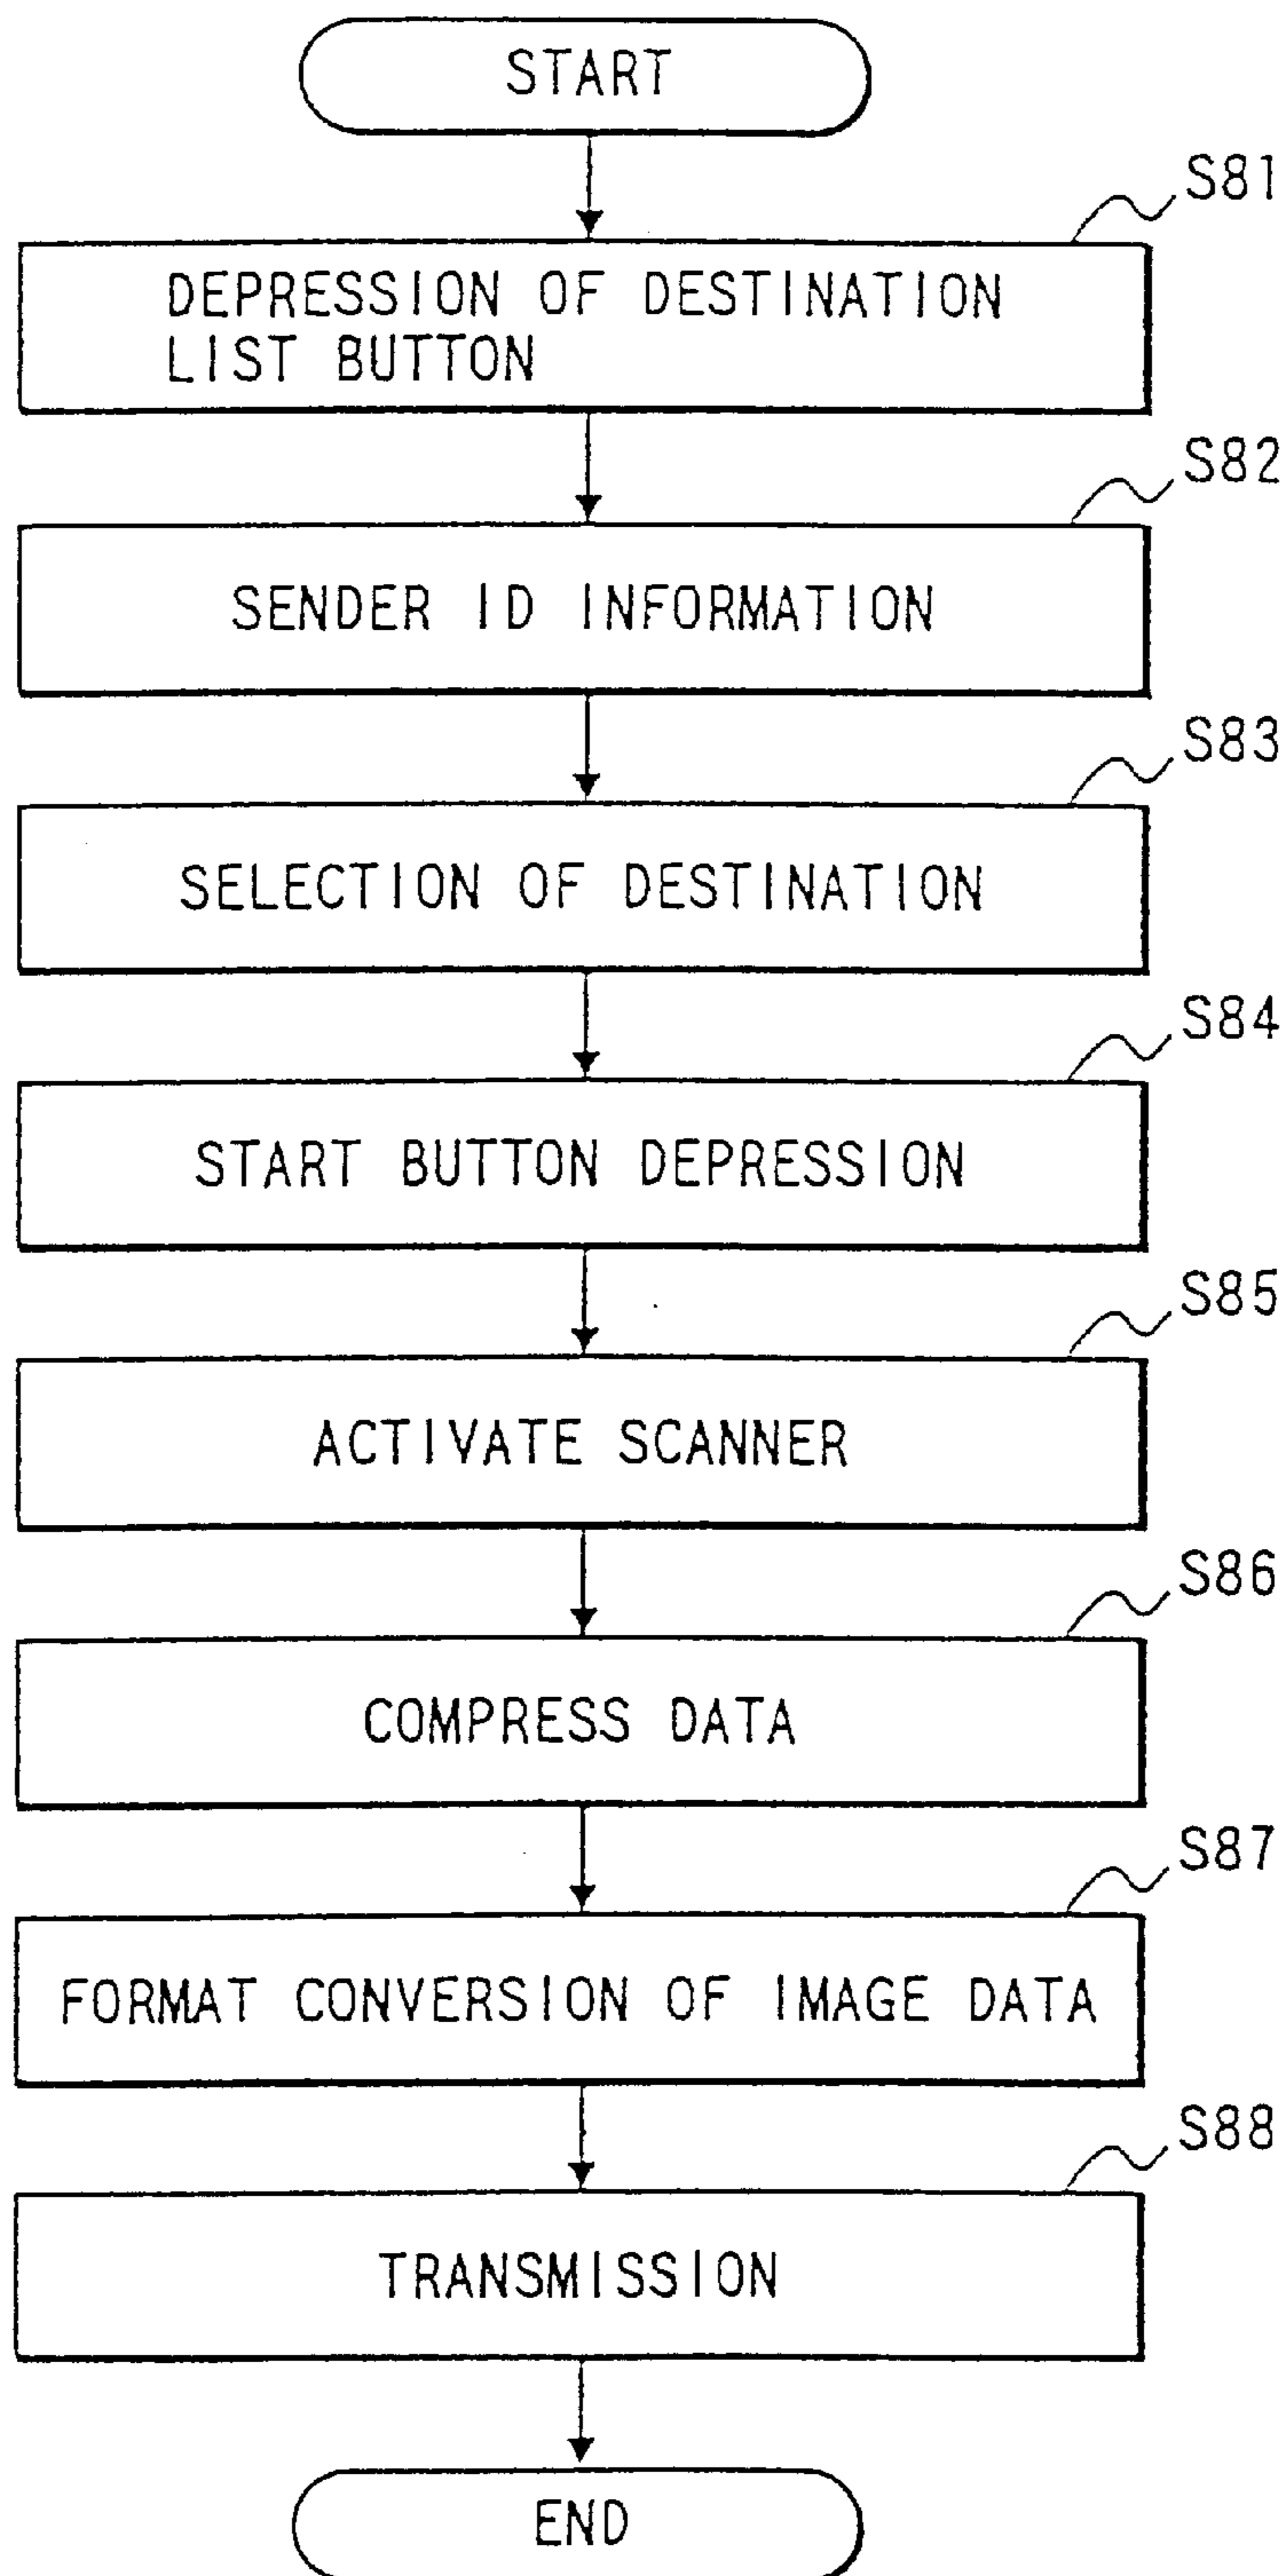 START
S81
DEPRESSION OF DESTINATION
LIST BUTTON
S82
SENDER ID INFORMATION
S83
SELECTION OF DESTINATION
S84
START BUTTON DEPRESSION
S85
ACTIVATE SCANNER
S86
COMPRESS DATA
S87
FORMAT CONVERSION OF IMAGE DATA
S88
TRANSMISSION
END